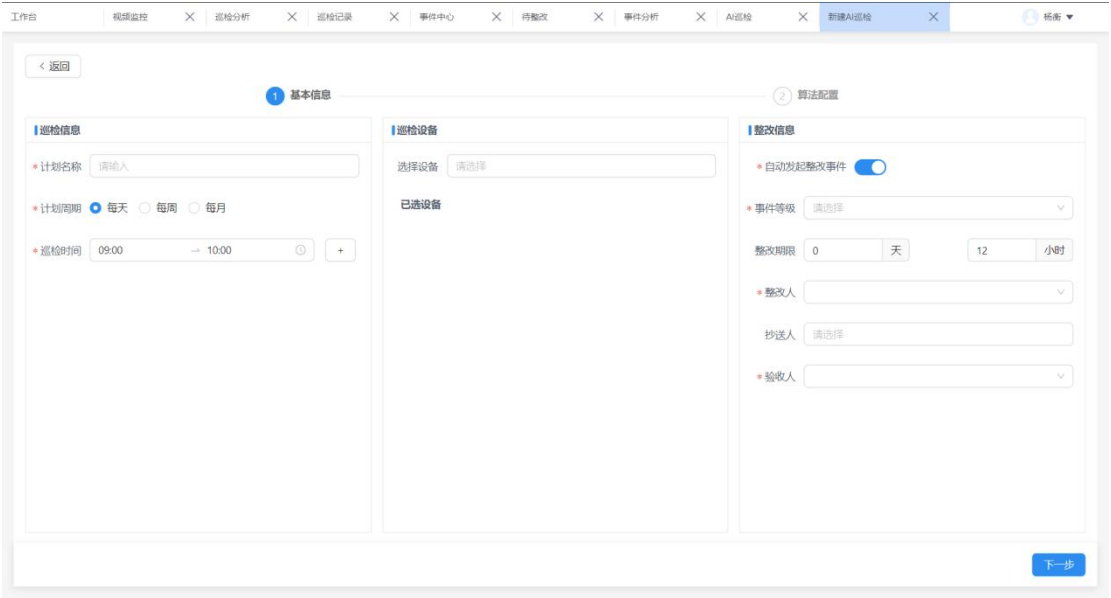 工作台 视频监控 巡检分析 巡检记录 事件中心 待整改 事件分析 AI巡检 新建AI巡检 杨衡
< 返回
1 基本信息 2 算法配置
巡检信息
* 计划名称 请输入
* 计划周期 每天 每周 每月
* 巡检时间 09:00 → 10:00 +
巡检设备
选择设备 请选择
已选设备
整改信息
* 自动发起整改事件
* 事件等级 请选择
整改期限 0 天 12 小时
* 整改人
抄送人 请选择
* 验收人
下一步